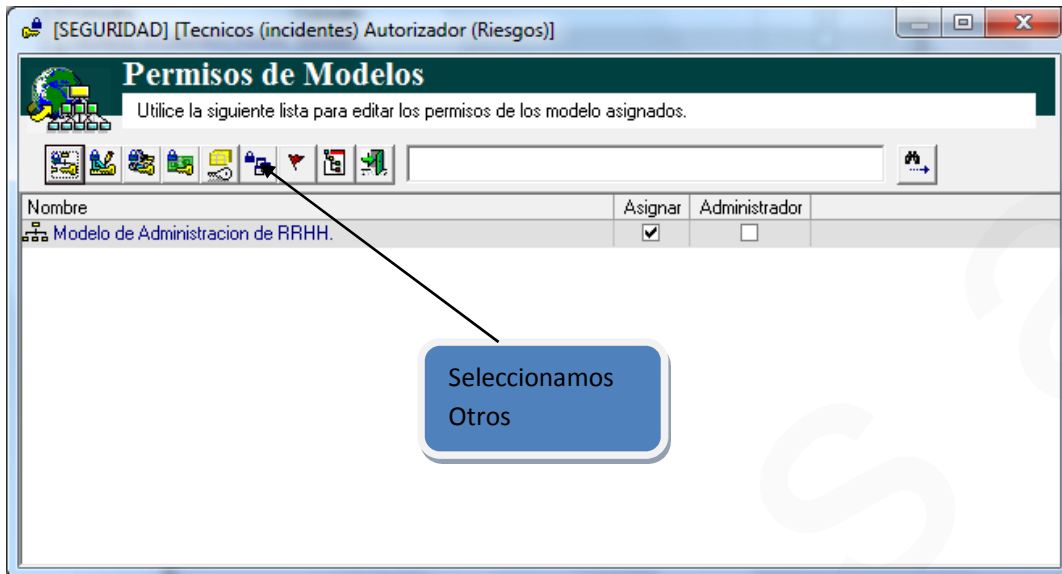 [SEGURIDAD] [Tecnicos (incidentes) Autorizador (Riesgos)]
Permisos de Modelos
Utilice la siguiente lista para editar los permisos de los modelo asignados.
Nombre Asignar Administrador
Modelo de Administracion de RRHH.
Seleccionamos
Otros
s a